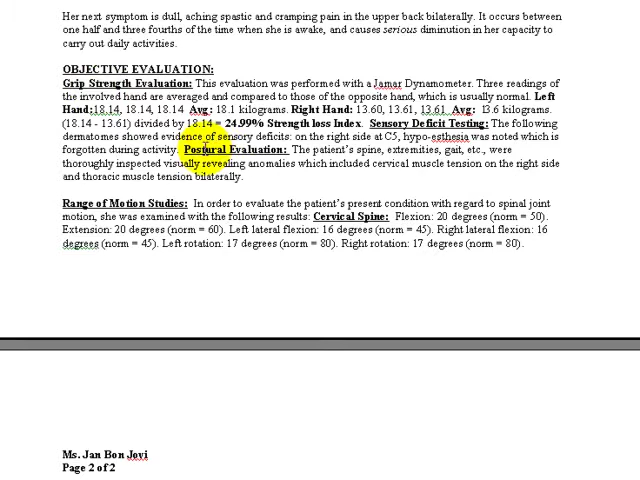 Her next symptom is dull, aching spastic and cramping pain in the upper back bilaterally. It occurs between
one half and three fourths of the time when she is awake, and causes serious diminution in her capacity to
carry out daily activities.
OBJECTIVE EVALUATION:
Grip Strength Evaluation: This evaluation was performed with a Jamar Dynamometer. Three readings of
the involved hand are averaged and compared to those of the opposite hand, which is usually normal. Left
Hand:18.14, 18.14, 18.14 Avg: 18.1 kilograms. Right Hand: 13.60, 13.61, 13.61 Avg: 13.6 kilograms.
(18.14 - 13.61) divided by 18.14 = 24.99% Strength loss Index. Sensory Deficit Testing: The following
dermatomes showed evidence of sensory deficits: on the right side at C5, hypo-esthesia was noted which is
forgotten during activity. Postural Evaluation: The patient's spine, extremities, gait, etc., were
thoroughly inspected visually revealing anomalies which included cervical muscle tension on the right side
and thoracic muscle tension bilaterally.
Range of Motion Studies: In order to evaluate the patient's present condition with regard to spinal joint
motion, she was examined with the following results: Cervical Spine: Flexion: 20 degrees (norm = 50).
Extension: 20 degrees (norm = 60). Left lateral flexion: 16 degrees (norm = 45). Right lateral flexion: 16
degrees (norm = 45). Left rotation: 17 degrees (norm = 80). Right rotation: 17 degrees (norm = 80).
Ms. Jan Bon Jovi
Page 2 of 2